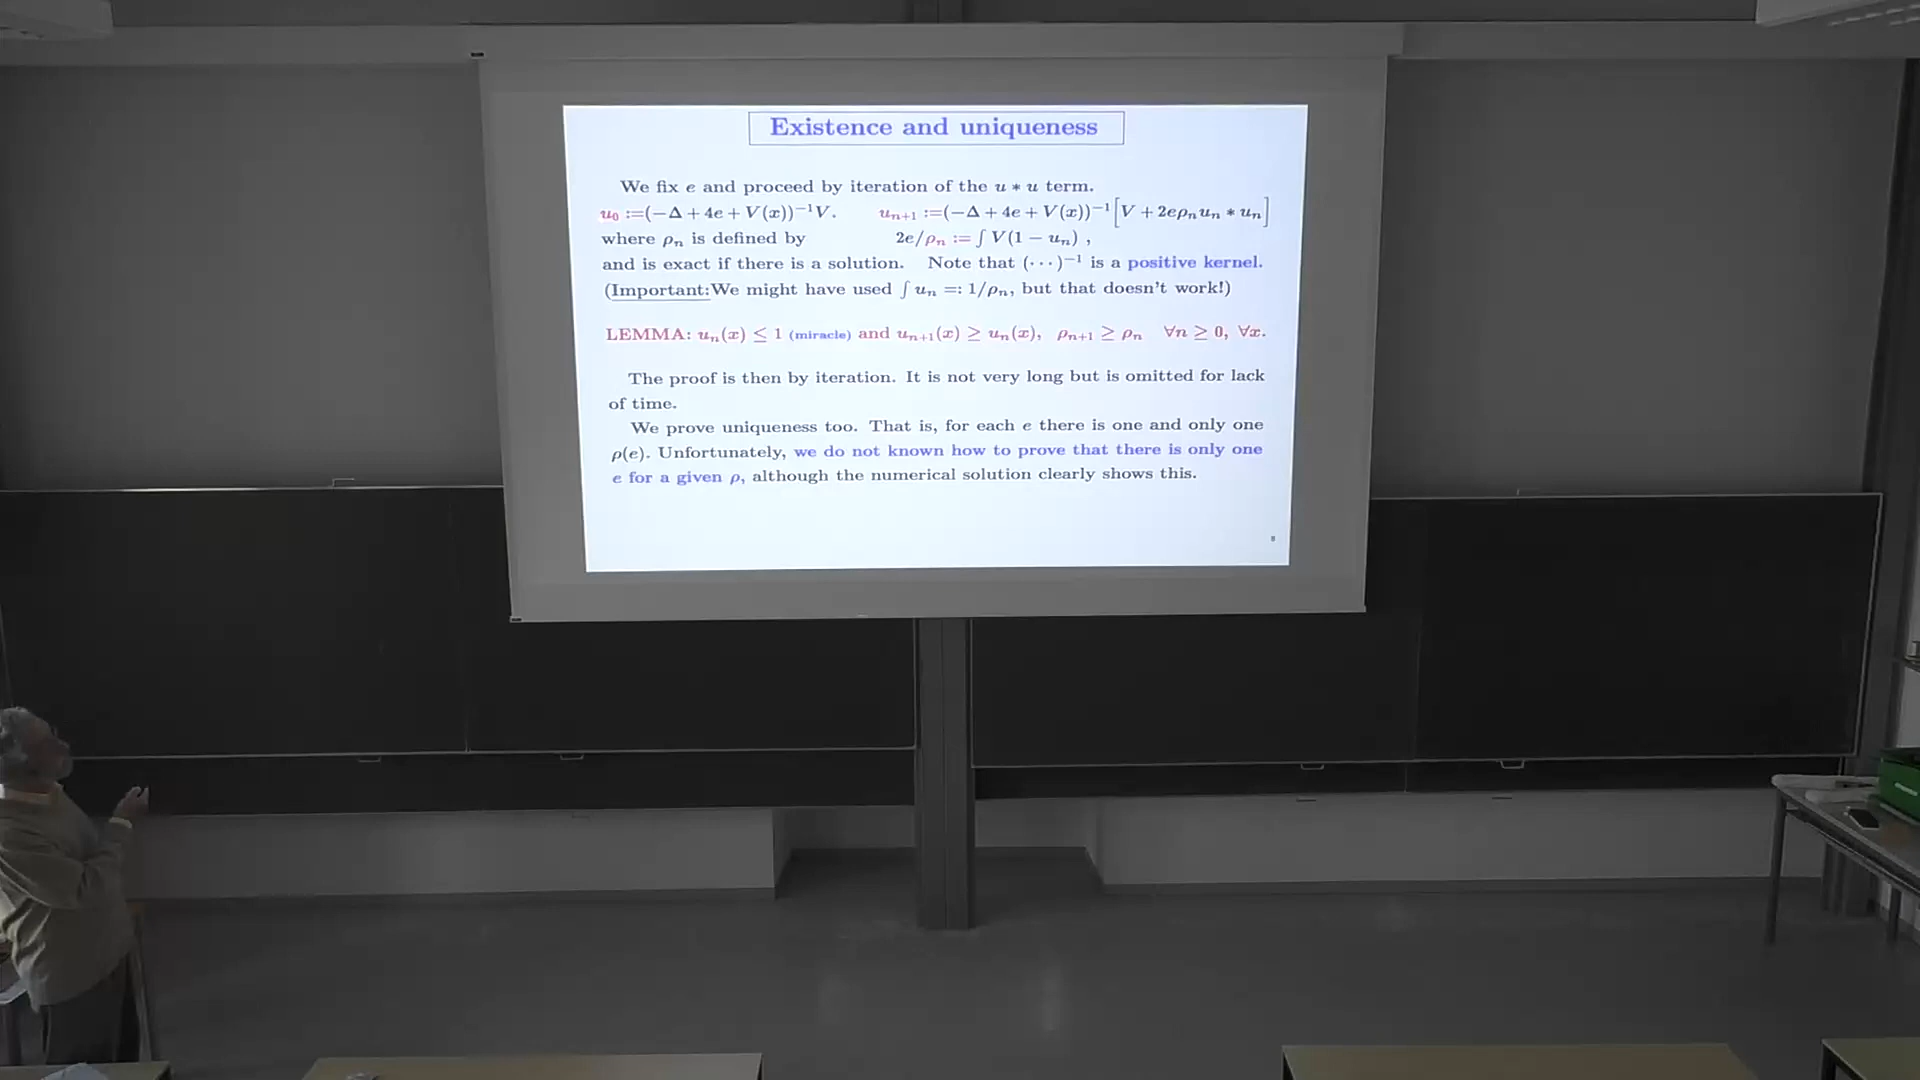 Existence and uniqueness
We fix e and proceed by iteration of the u ∗ u term.
u₀ :=(−Δ + 4e + V(x))⁻¹V. uₙ₊₁ :=(−Δ + 4e + V(x))⁻¹[V + 2eρₙuₙ ∗ uₙ]
where ρₙ is defined by 2e/ρₙ := ∫ V(1 − uₙ) ,
and is exact if there is a solution. Note that (· · ·)⁻¹ is a positive kernel.
(Important:We might have used ∫ uₙ =: 1/ρₙ, but that doesn't work!)
LEMMA: uₙ(x) ≤ 1 (miracle) and uₙ₊₁(x) ≥ uₙ(x), ρₙ₊₁ ≥ ρₙ ∀n ≥ 0, ∀x.
The proof is then by iteration. It is not very long but is omitted for lack
of time.
We prove uniqueness too. That is, for each e there is one and only one
ρ(e). Unfortunately, we do not known how to prove that there is only one
e for a given ρ, although the numerical solution clearly shows this.
8